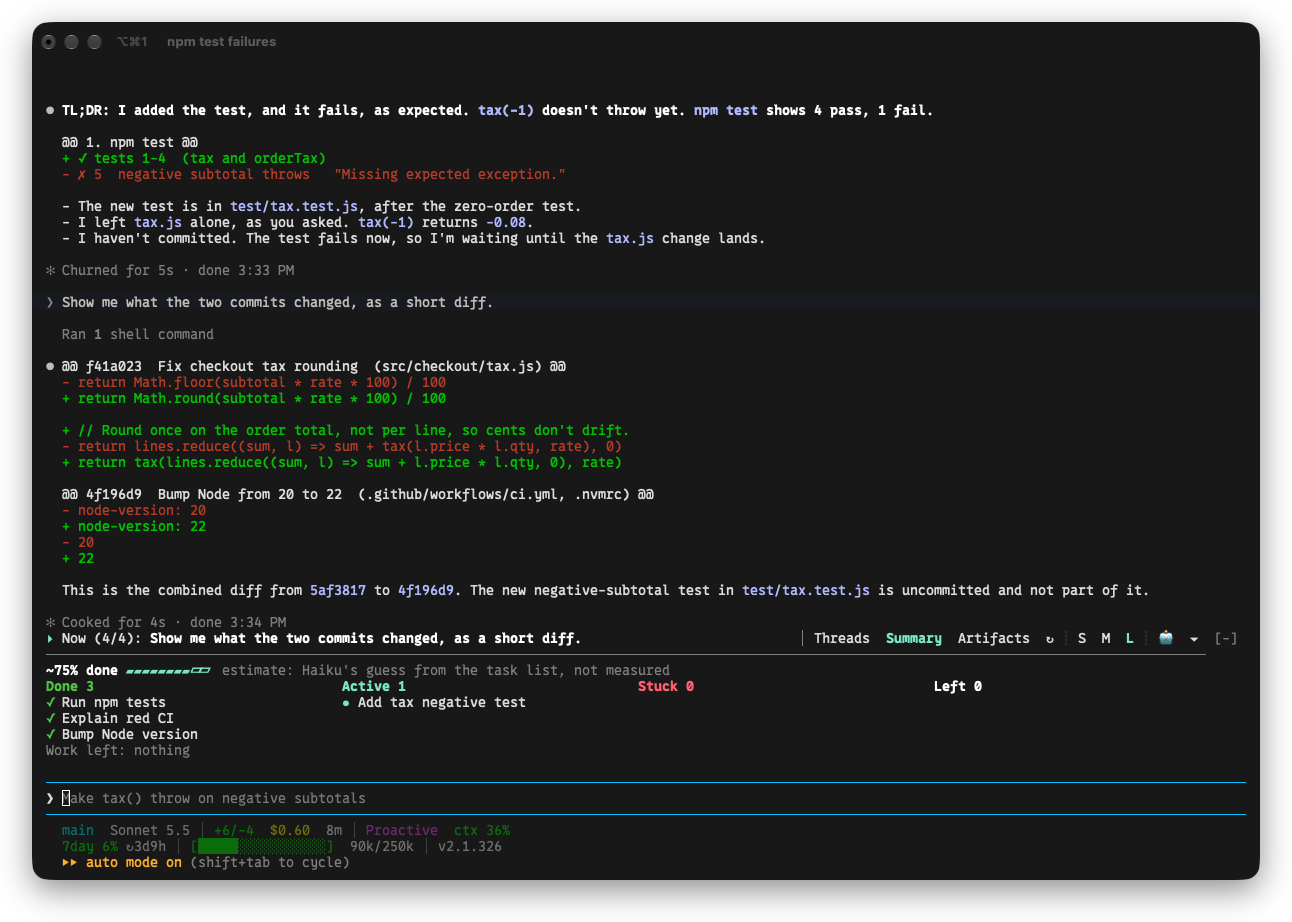 ⌥⌘1 npm test failures
● TL;DR: I added the test, and it fails, as expected. tax(-1) doesn't throw yet. npm test shows 4 pass, 1 fail.
@@ 1. npm test @@
+ ✓ tests 1-4 (tax and orderTax)
- ✗ 5 negative subtotal throws "Missing expected exception."
- The new test is in test/tax.test.js, after the zero-order test.
- I left tax.js alone, as you asked. tax(-1) returns -0.08.
- I haven't committed. The test fails now, so I'm waiting until the tax.js change lands.
✻ Churned for 5s · done 3:33 PM
❯ Show me what the two commits changed, as a short diff.
Ran 1 shell command
● @@ f41a023 Fix checkout tax rounding (src/checkout/tax.js) @@
- return Math.floor(subtotal * rate * 100) / 100
+ return Math.round(subtotal * rate * 100) / 100
+ // Round once on the order total, not per line, so cents don't drift.
- return lines.reduce((sum, l) => sum + tax(l.price * l.qty, rate), 0)
+ return tax(lines.reduce((sum, l) => sum + l.price * l.qty, 0), rate)
@@ 4f196d9 Bump Node from 20 to 22 (.github/workflows/ci.yml, .nvmrc) @@
- node-version: 20
+ node-version: 22
- 20
+ 22
This is the combined diff from 5af3817 to 4f196d9. The new negative-subtotal test in test/tax.test.js is uncommitted and not part of it.
✻ Cooked for 4s · done 3:34 PM
▸ Now (4/4): Show me what the two commits changed, as a short diff. │ Threads Summary Artifacts ↻ │ S M L │ ▾ [-]
~75% done estimate: Haiku's guess from the task list, not measured
Done 3 Active 1 Stuck 0 Left 0
✓ Run npm tests ● Add tax negative test
✓ Explain red CI
✓ Bump Node version
Work left: nothing
❯ Make tax() throw on negative subtotals
main Sonnet 5.5 │ +6/-4 $0.60 8m │ Proactive ctx 36%
7day 6% ↻3d9h │ [ ] 90k/250k │ v2.1.326
▸▸ auto mode on (shift+tab to cycle)